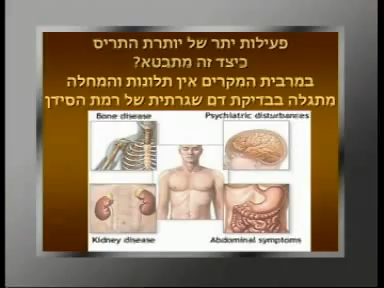 פעילות יתר של יותרת התריס
כיצד זה מתבטא?
במרבית המקרים אין תלונות והמחלה
מתגלה בבדיקת דם שגרתית של רמת הסידן
Bone disease
Psychiatric disturbances
Kidney disease
Abdominal symptoms